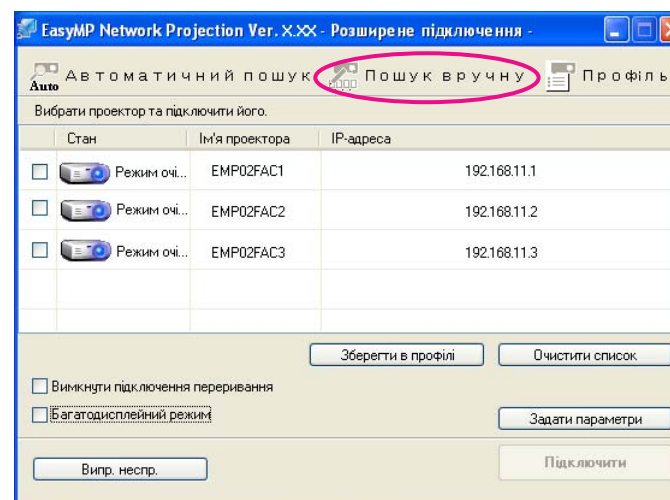 EasyMP Network Projection Ver. X.XX - Розширене підключення -
Auto Автоматичний пошук Пошук вручну Профіль
Вибрати проектор та підключити його.
Стан Ім'я проектора IP-адреса
Режим очі... EMP02FAC1 192.168.11.1
Режим очі... EMP02FAC2 192.168.11.2
Режим очі... EMP02FAC3 192.168.11.3
Зберегти в профілі Очистити список
Вимкнути підключення переривання
Багатодисплейний режим Задати параметри
Випр. неспр. Підключити